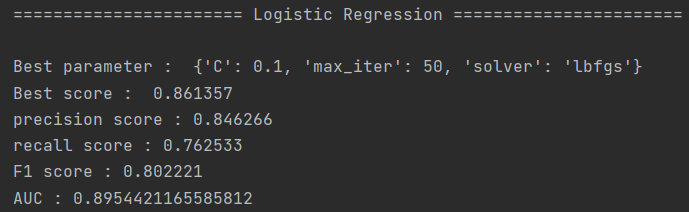 ======================= Logistic Regression =======================
Best parameter :  {'C': 0.1, 'max_iter': 50, 'solver': 'lbfgs'}
Best score :  0.861357
precision score : 0.846266
recall score : 0.762533
F1 score : 0.802221
AUC : 0.8954421165585812